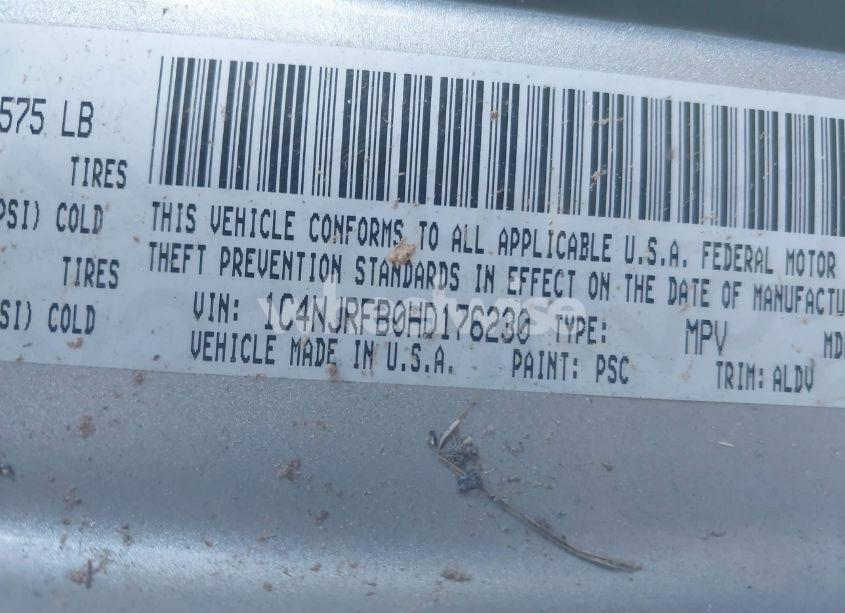 575 LB
TIRES
PSI) COLD
TIRES
SI) COLD
THIS VEHICLE CONFORMS TO ALL APPLICABLE U.S.A. FEDERAL MOTOR
THEFT PREVENTION STANDARDS IN EFFECT ON THE DATE OF MANUFACTU
VIN: 1C4NJRFB0HD176230 TYPE: MPV MD
VEHICLE MADE IN U.S.A. PAINT: PSC TRIM: ALDV